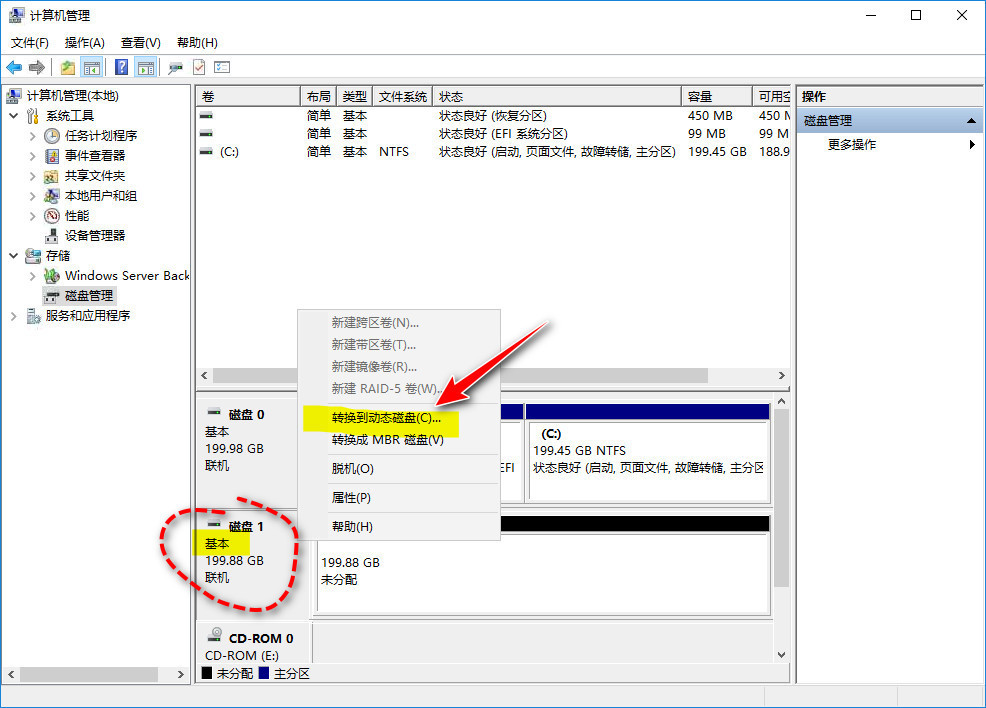 计算机管理
文件(F) 操作(A) 查看(V) 帮助(H)
计算机管理(本地)
系统工具
任务计划程序
事件查看器
共享文件夹
本地用户和组
性能
设备管理器
存储
Windows Server Back
磁盘管理
服务和应用程序
卷 布局 类型 文件系统 状态 容量 可用空
简单 基本 状态良好 (恢复分区) 450 MB 450 M
简单 基本 状态良好 (EFI 系统分区) 99 MB 99 M
(C:) 简单 基本 NTFS 状态良好 (启动, 页面文件, 故障转储, 主分区) 199.45 GB 188.9
新建跨区卷(N)...
新建带区卷(T)...
新建镜像卷(R)...
新建 RAID-5 卷(W)...
转换到动态磁盘(C)...
转换成 MBR 磁盘(V)
脱机(O)
属性(P)
帮助(H)
磁盘 0
基本
199.98 GB
联机
EFI
(C:)
199.45 GB NTFS
状态良好 (启动, 页面文件, 故障转储, 主分区
磁盘 1
基本
199.88 GB
联机
199.88 GB
未分配
CD-ROM 0
CD-ROM (E:)
未分配 主分区
操作
磁盘管理
更多操作